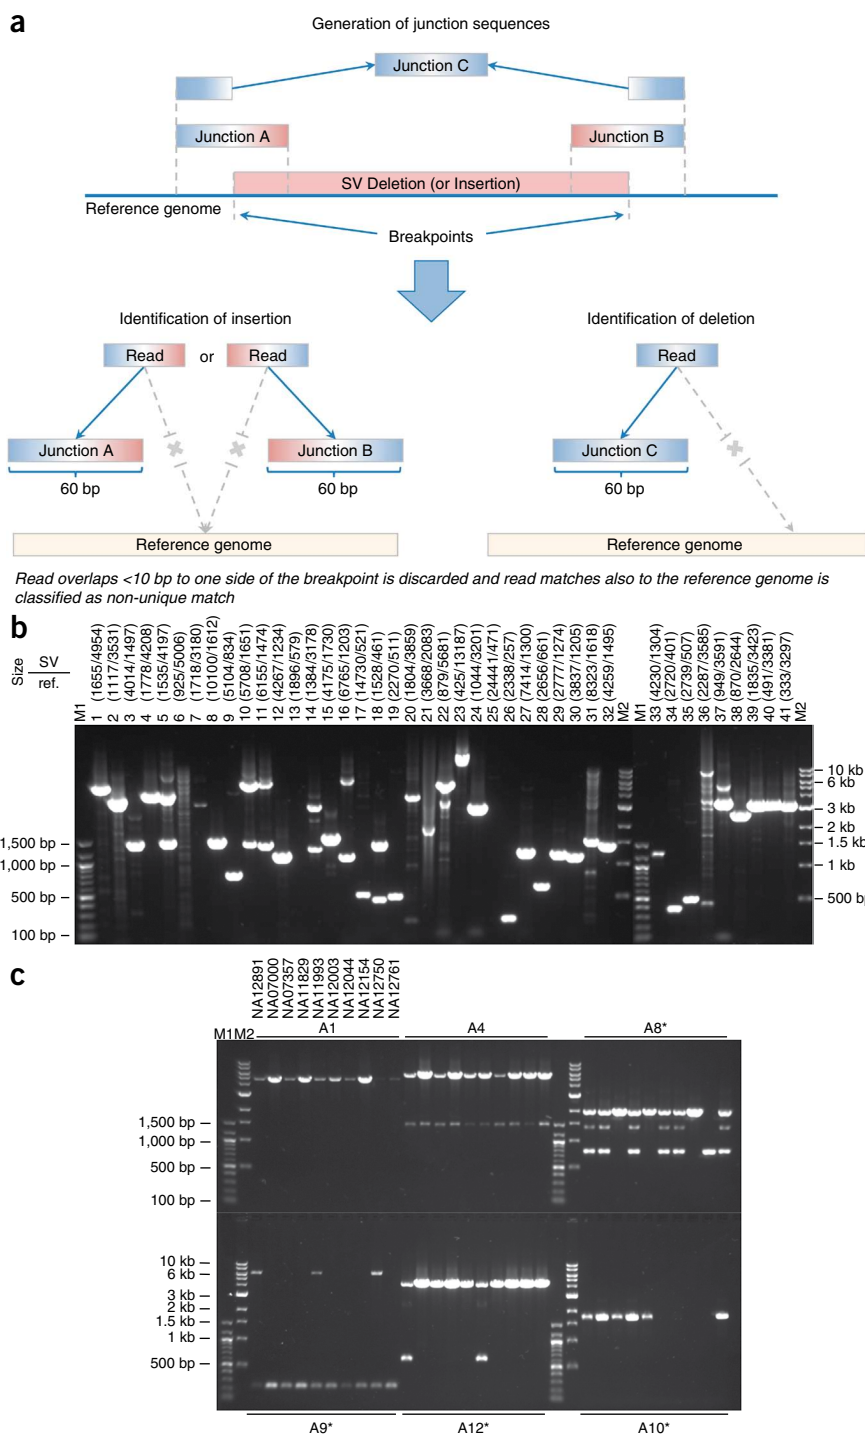 a
Generation of junction sequences
Junction C
Junction A
Junction B
SV Deletion (or Insertion)
Reference genome
Breakpoints
Identification of insertion
Identification of deletion
Read or Read
Read
Junction A
Junction B
Junction C
60 bp
60 bp
60 bp
Reference genome
Reference genome
Read overlaps <10 bp to one side of the breakpoint is discarded and read matches also to the reference genome is
classified as non-unique match
b
Size SV
ref.
M1
1 (1655/4954)
2 (1117/3531)
3 (4014/1497)
4 (1778/4208)
5 (1535/4197)
6 (925/5006)
7 (1718/3180)
8 (10100/1612)
9 (5104/834)
10 (5708/1651)
11 (6155/1474)
12 (4267/1234)
13 (1896/579)
14 (1384/3178)
15 (4175/1730)
16 (6765/1203)
17 (14730/521)
18 (1528/461)
19 (2270/511)
20 (1804/3859)
21 (3668/2083)
22 (879/5681)
23 (425/13187)
24 (1044/3201)
25 (24441/471)
26 (2338/257)
27 (7414/1300)
28 (2656/661)
29 (2777/1274)
30 (3837/1205)
31 (8323/1618)
32 (4259/1495)
M2
M1
33 (4230/1304)
34 (2720/401)
35 (2739/507)
36 (2287/3585)
37 (949/3591)
38 (870/2644)
39 (1835/3423)
40 (491/3381)
41 (333/3297)
M2
1,500 bp
1,000 bp
500 bp
100 bp
10 kb
6 kb
3 kb
2 kb
1.5 kb
1 kb
500 bp
c
NA12891
NA07000
NA07357
NA11829
NA11993
NA12003
NA12044
NA12154
NA12750
NA12761
M1 M2
A1
A4
A8*
1,500 bp
1,000 bp
500 bp
100 bp
10 kb
6 kb
3 kb
2 kb
1.5 kb
1 kb
500 bp
A9*
A12*
A10*